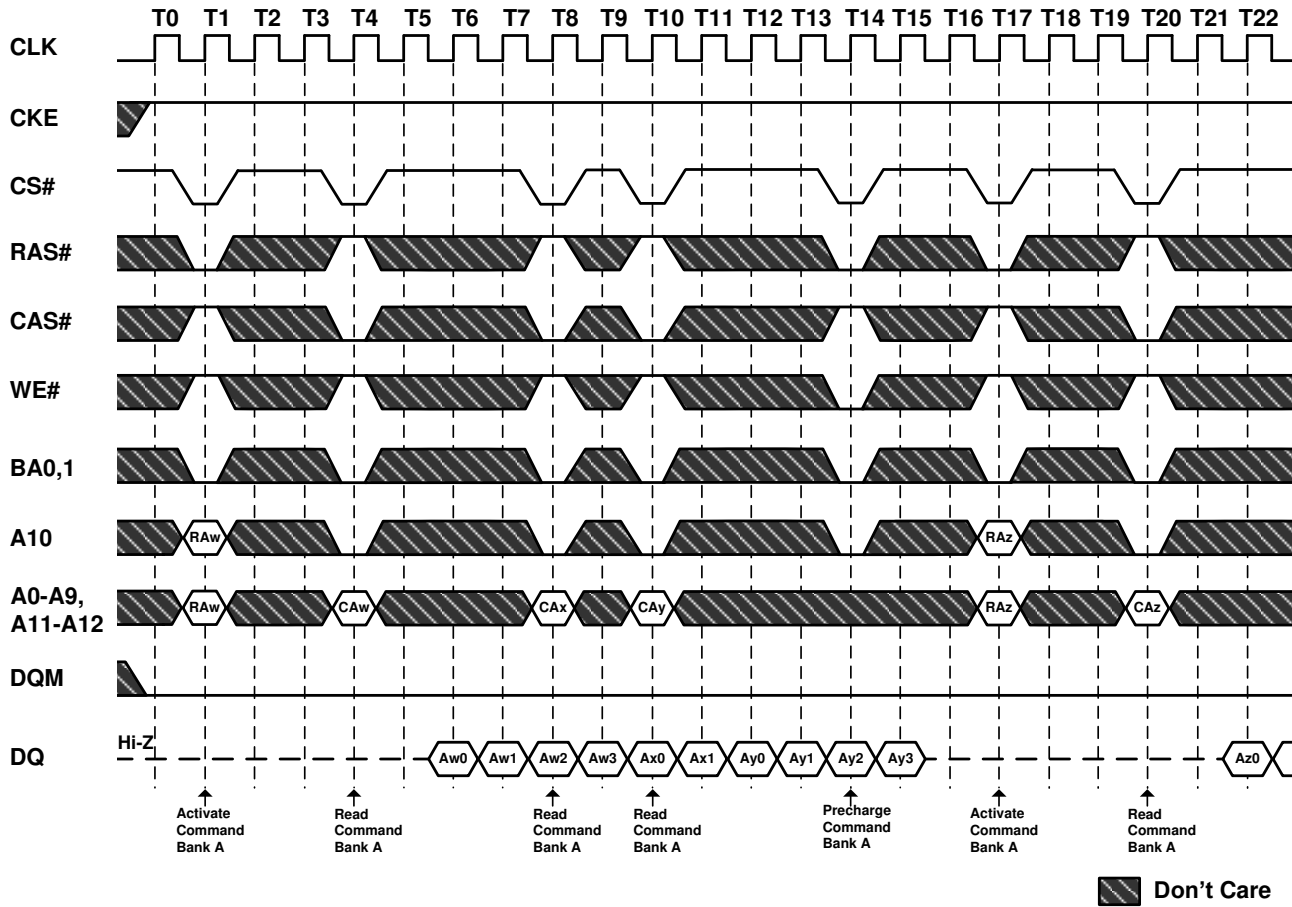 T0 T1 T2 T3 T4 T5 T6 T7 T8 T9 T10 T11 T12 T13 T14 T15 T16 T17 T18 T19 T20 T21 T22
CLK
CKE
CS#
RAS#
CAS#
WE#
BA0,1
A10
RAw RAz
A0-A9,
A11-A12
RAw CAw CAx CAy RAz CAz
DQM
DQ
Hi-Z
Aw0 Aw1 Aw2 Aw3 Ax0 Ax1 Ay0 Ay1 Ay2 Ay3 Az0
Activate
Command
Bank A
Read
Command
Bank A
Read
Command
Bank A
Read
Command
Bank A
Precharge
Command
Bank A
Activate
Command
Bank A
Read
Command
Bank A
Don't Care